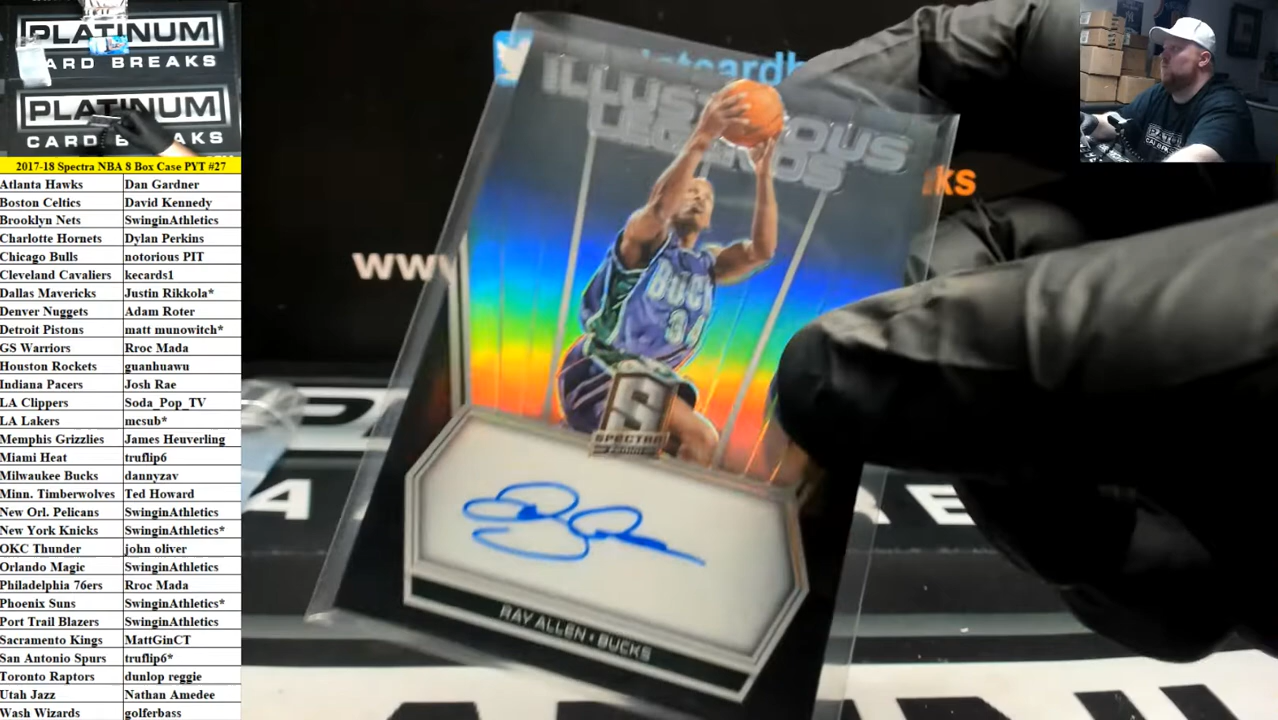 PLATINUM
CARD BREAKS
PLATINUM
CARD BREAKS
2017-18 Spectra NBA 8 Box Case PYT #27
Atlanta Hawks Dan Gardner
Boston Celtics David Kennedy
Brooklyn Nets SwinginAthletics
Charlotte Hornets Dylan Perkins
Chicago Bulls notorious PIT
Cleveland Cavaliers kecards1
Dallas Mavericks Justin Rikkola*
Denver Nuggets Adam Roter
Detroit Pistons matt munowitch*
GS Warriors Rroc Mada
Houston Rockets guanhuawu
Indiana Pacers Josh Rae
LA Clippers Soda_Pop_TV
LA Lakers mcsub*
Memphis Grizzlies James Heuverling
Miami Heat truflip6
Milwaukee Bucks dannyzav
Minn. Timberwolves Ted Howard
New Orl. Pelicans SwinginAthletics
New York Knicks SwinginAthletics*
OKC Thunder john oliver
Orlando Magic SwinginAthletics
Philadelphia 76ers Rroc Mada
Phoenix Suns SwinginAthletics*
Port Trail Blazers SwinginAthletics
Sacramento Kings MattGinCT
San Antonio Spurs truflip6*
Toronto Raptors dunlop reggie
Utah Jazz Nathan Amedee
Wash Wizards golferbass
ILLUSTRIOUS
LEGENDS
BUCKS
34
S
SPECTRA
RAY ALLEN • BUCKS
www
PLATINUM